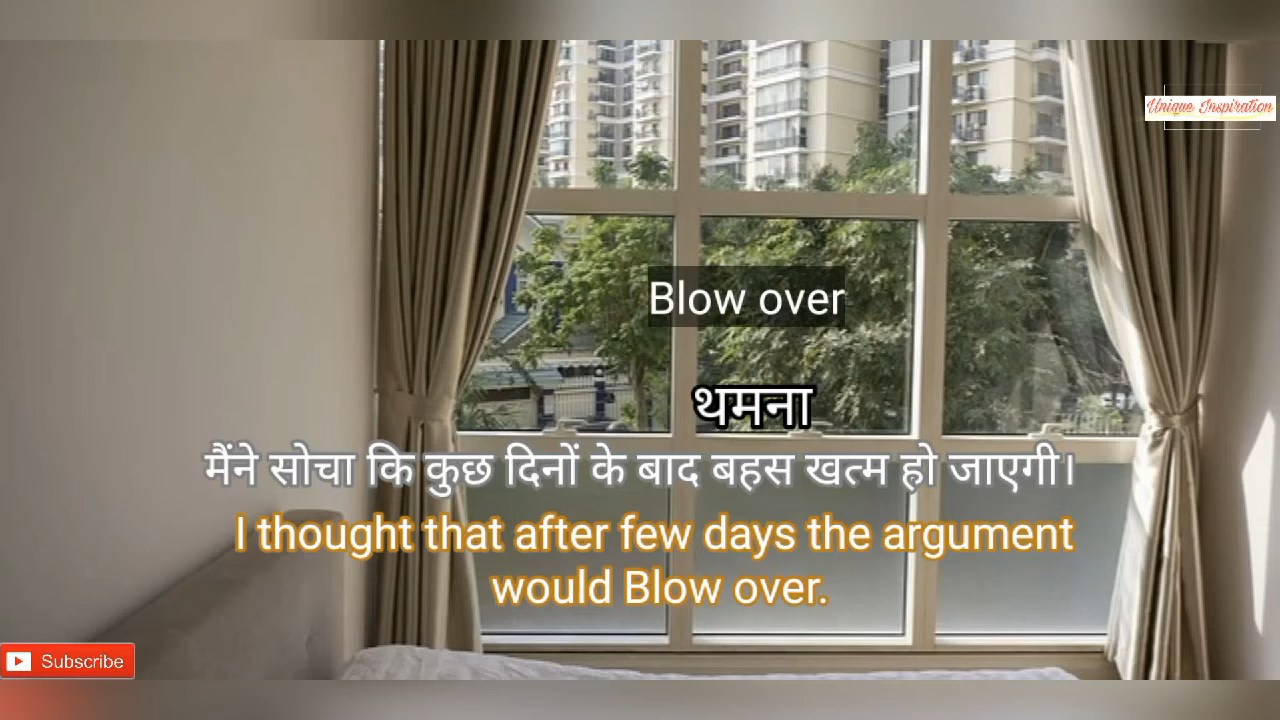 Unique Inspiration
Blow over
थमना
मैंने सोचा कि कुछ दिनों के बाद बहस खत्म हो जाएगी।
I thought that after few days the argument
would Blow over.
Subscribe